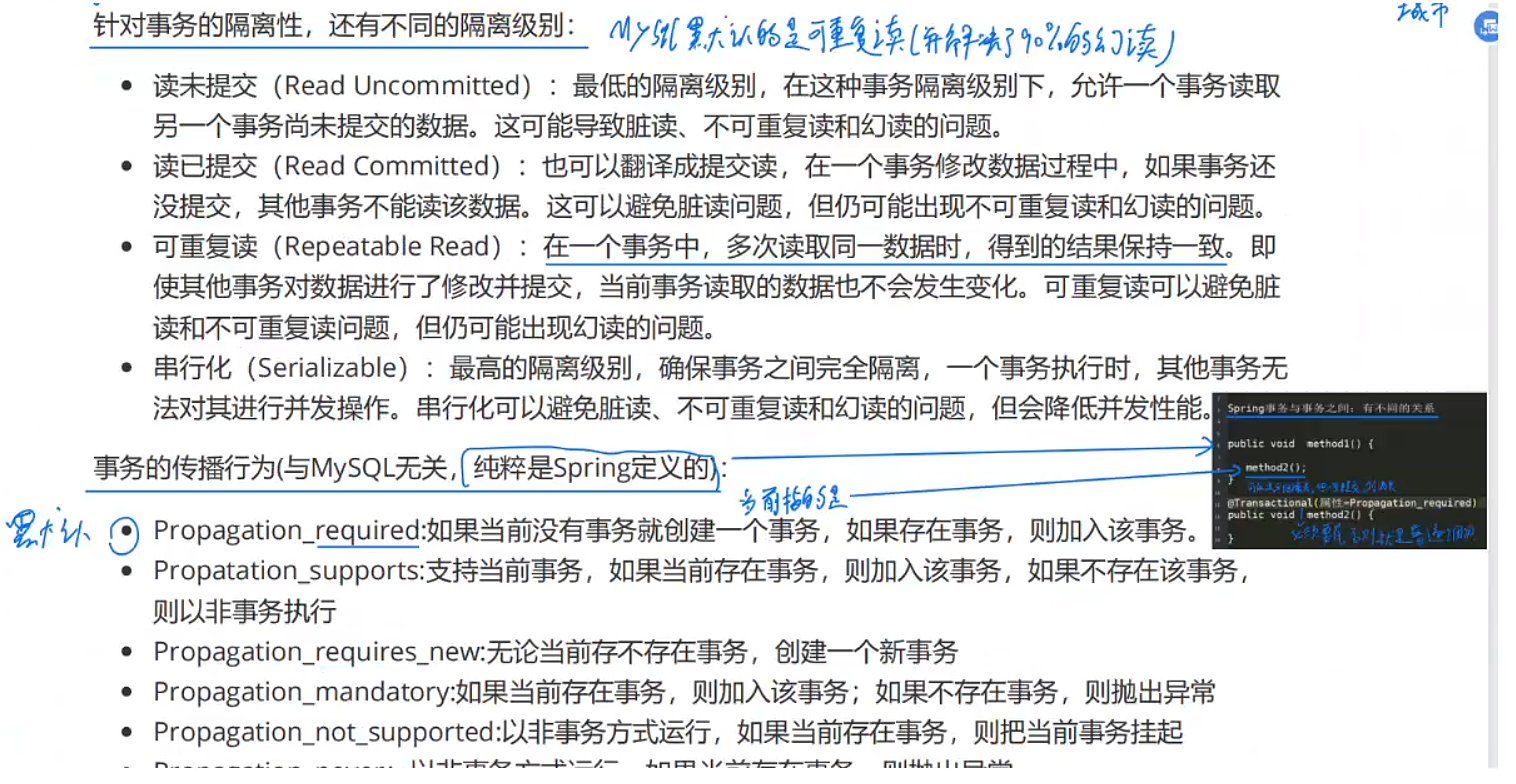 城市
针对事务的隔离性，还有不同的隔离级别： MySQL默认的是可重复读(并解决了90%的幻读)
• 读未提交（Read Uncommitted）：最低的隔离级别，在这种事务隔离级别下，允许一个事务读取
另一个事务尚未提交的数据。这可能导致脏读、不可重复读和幻读的问题。
• 读已提交（Read Committed）：也可以翻译成提交读，在一个事务修改数据过程中，如果事务还
没提交，其他事务不能读该数据。这可以避免脏读问题，但仍可能出现不可重复读和幻读的问题。
• 可重复读（Repeatable Read）：在一个事务中，多次读取同一数据时，得到的结果保持一致。即
使其他事务对数据进行了修改并提交，当前事务读取的数据也不会发生变化。可重复读可以避免脏
读和不可重复读问题，但仍可能出现幻读的问题。
• 串行化（Serializable）：最高的隔离级别，确保事务之间完全隔离，一个事务执行时，其他事务无
法对其进行并发操作。串行化可以避免脏读、不可重复读和幻读的问题，但会降低并发性能。
事务的传播行为(与MySQL无关，纯粹是Spring定义的)：
当前指的是
默认 • Propagation_required:如果当前没有事务就创建一个事务，如果存在事务，则加入该事务。
• Propatation_supports:支持当前事务，如果当前存在事务，则加入该事务，如果不存在该事务，
则以非事务执行
• Propagation_requires_new:无论当前存不存在事务，创建一个新事务
• Propagation_mandatory:如果当前存在事务，则加入该事务；如果不存在事务，则抛出异常
• Propagation_not_supported:以非事务方式运行，如果当前存在事务，则把当前事务挂起
Spring事务与事务之间：有不同的关系
public void method1() {
method2();
}
@Transactional(属性=Propagation_required)
public void method2() {
}